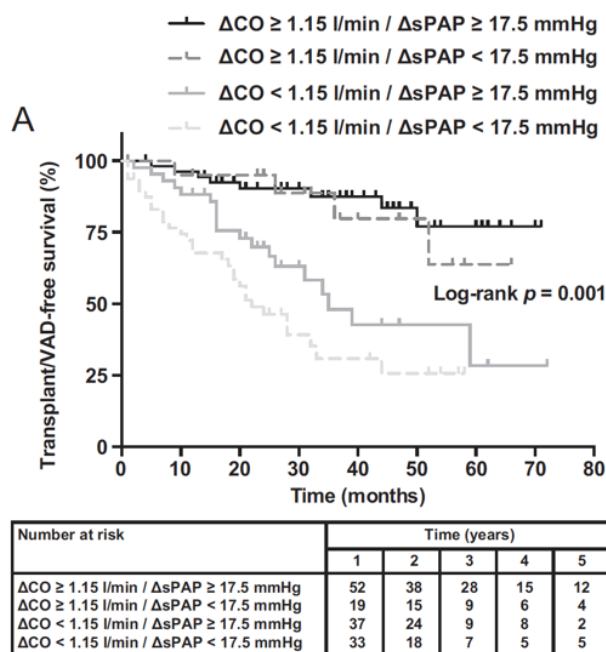 ΔCO ≥ 1.15 l/min / ΔsPAP ≥ 17.5 mmHg
ΔCO ≥ 1.15 l/min / ΔsPAP < 17.5 mmHg
ΔCO < 1.15 l/min / ΔsPAP ≥ 17.5 mmHg
ΔCO < 1.15 l/min / ΔsPAP < 17.5 mmHg
A
Transplant/VAD-free survival (%)
100
75
50
25
0
Log-rank p = 0.001
0 10 20 30 40 50 60 70 80
Time (months)
Number at risk Time (years)
1 2 3 4 5
ΔCO ≥ 1.15 l/min / ΔsPAP ≥ 17.5 mmHg 52 38 28 15 12
ΔCO ≥ 1.15 l/min / ΔsPAP < 17.5 mmHg 19 15 9 6 4
ΔCO < 1.15 l/min / ΔsPAP ≥ 17.5 mmHg 37 24 9 8 2
ΔCO < 1.15 l/min / ΔsPAP < 17.5 mmHg 33 18 7 5 5